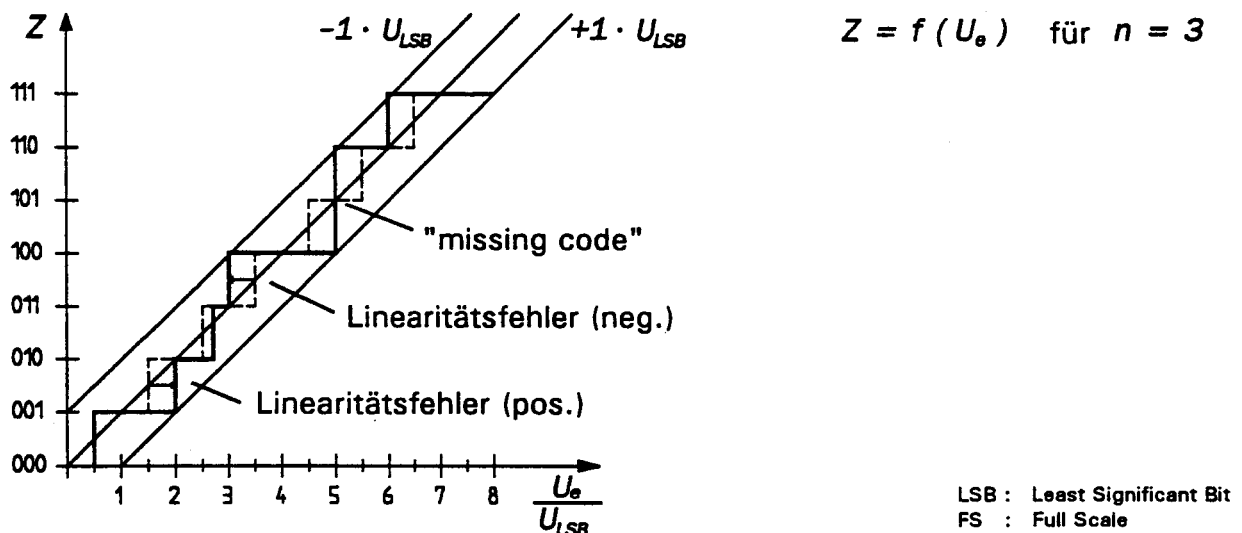 Z
-1 · U_LSB
+1 · U_LSB
Z = f ( U_e ) für n = 3
111
110
101
100
011
010
001
000
"missing code"
Linearitätsfehler (neg.)
Linearitätsfehler (pos.)
1 2 3 4 5 6 7 8
U_e
U_LSB
LSB : Least Significant Bit
FS : Full Scale